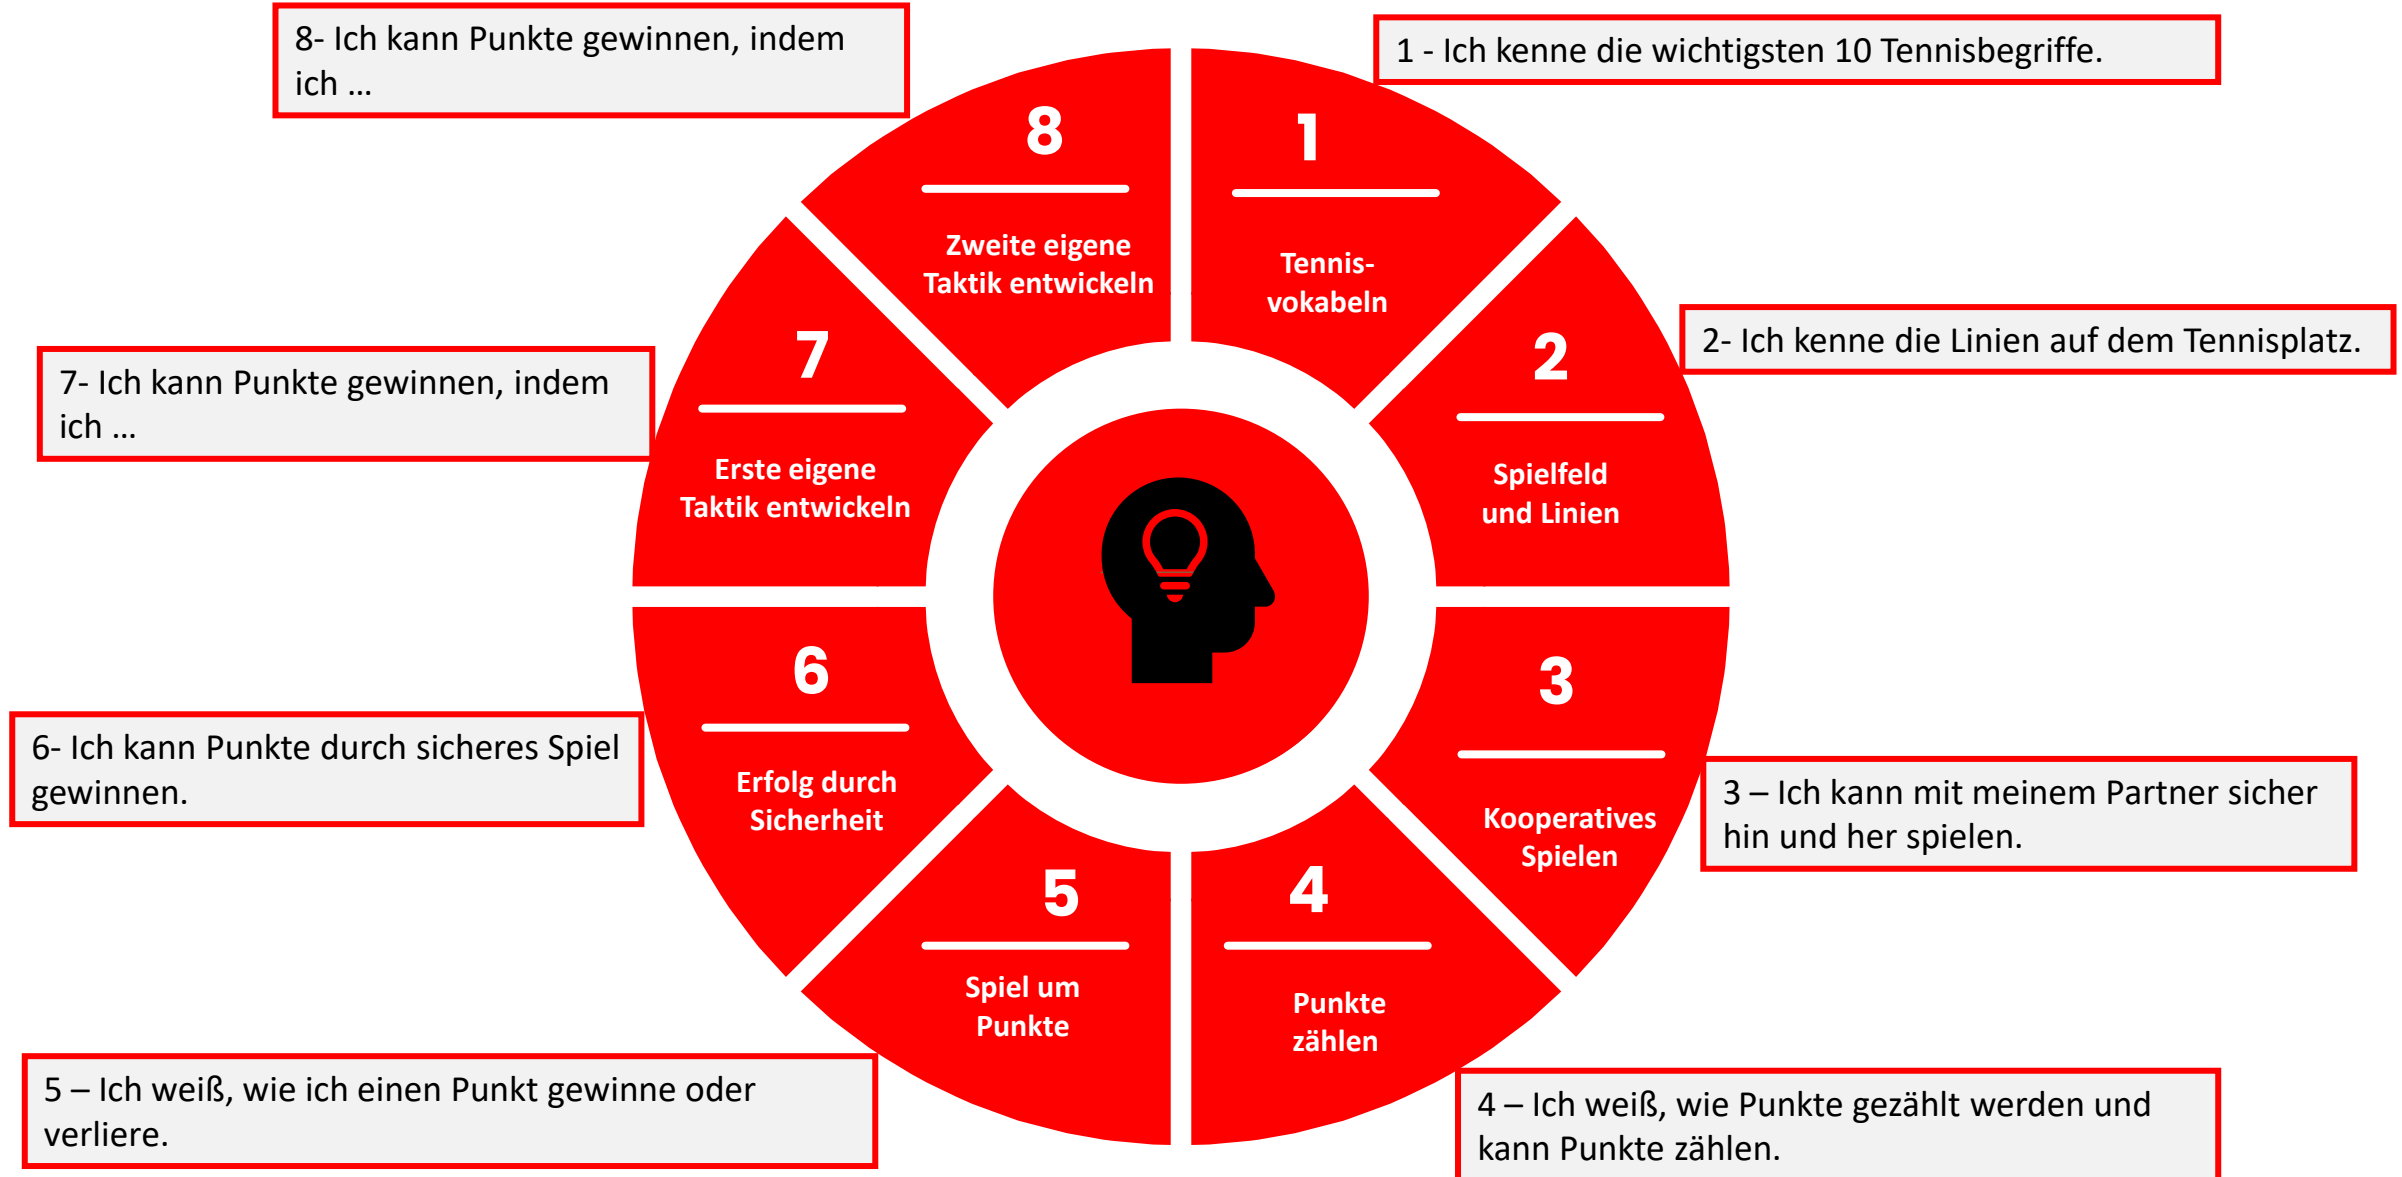 8- Ich kann Punkte gewinnen, indem
ich ...
1 - Ich kenne die wichtigsten 10 Tennisbegriffe.
8
Zweite eigene
Taktik entwickeln
1
Tennis-
vokabeln
2- Ich kenne die Linien auf dem Tennisplatz.
7- Ich kann Punkte gewinnen, indem
ich ...
7
Erste eigene
Taktik entwickeln
2
Spielfeld
und Linien
6- Ich kann Punkte durch sicheres Spiel
gewinnen.
6
Erfolg durch
Sicherheit
3
Kooperatives
Spielen
3 – Ich kann mit meinem Partner sicher
hin und her spielen.
5
Spiel um
Punkte
4
Punkte
zählen
5 – Ich weiß, wie ich einen Punkt gewinne oder
verliere.
4 – Ich weiß, wie Punkte gezählt werden und
kann Punkte zählen.